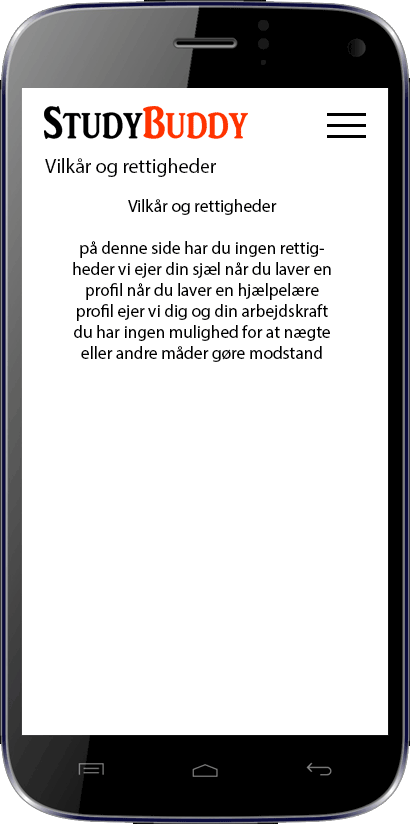 StudyBuddy
Vilkår og rettigheder
Vilkår og rettigheder
på denne side har du ingen rettig-
heder vi ejer din sjæl når du laver en
profil når du laver en hjælpelære
profil ejer vi dig og din arbejdskraft
du har ingen mulighed for at nægte
eller andre måder gøre modstand